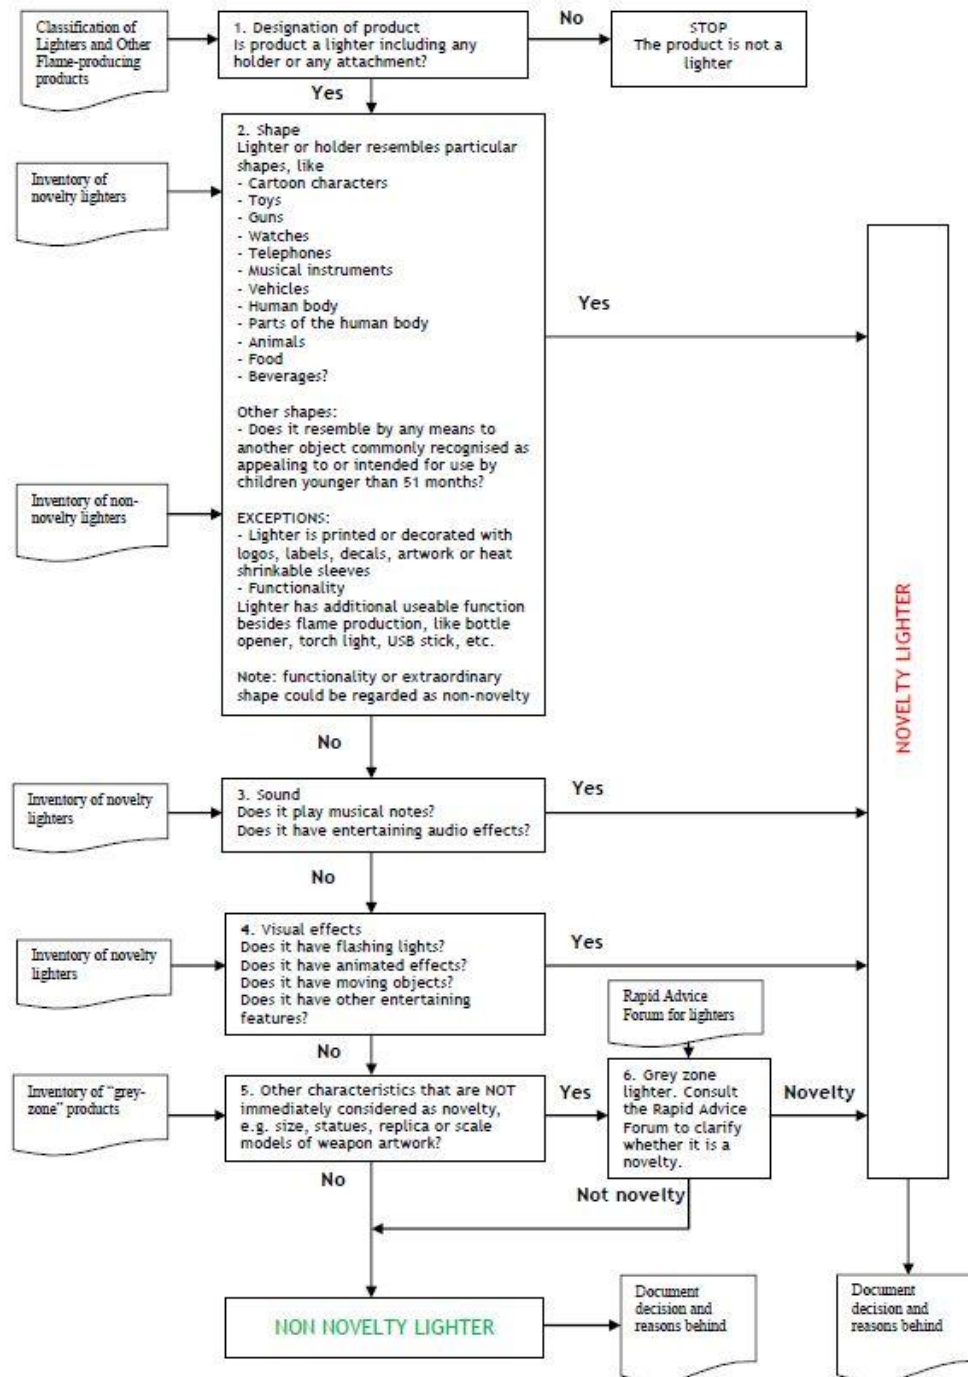 Classification of
Lighters and Other
Flame-producing
products
1. Designation of product
Is product a lighter including any
holder or any attachment?
No
STOP
The product is not a
lighter
Yes
2. Shape
Lighter or holder resembles particular
shapes, like
- Cartoon characters
- Toys
- Guns
- Watches
- Telephones
- Musical instruments
- Vehicles
- Human body
- Parts of the human body
- Animals
- Food
- Beverages?
Other shapes:
- Does it resemble by any means to
another object commonly recognised as
appealing to or intended for use by
children younger than 51 months?
EXCEPTIONS:
- Lighter is printed or decorated with
logos, labels, decals, artwork or heat
shrinkable sleeves
- Functionality
Lighter has additional useable function
besides flame production, like bottle
opener, torch light, USB stick, etc.
Note: functionality or extraordinary
shape could be regarded as non-novelty
Inventory of
novelty lighters
Inventory of non-
novelty lighters
Yes
NOVELTY LIGHTER
No
Inventory of novelty
lighters
3. Sound
Does it play musical notes?
Does it have entertaining audio effects?
Yes
No
Inventory of novelty
lighters
4. Visual effects
Does it have flashing lights?
Does it have animated effects?
Does it have moving objects?
Does it have other entertaining
features?
Yes
Rapid Advice
Forum for lighters
No
Inventory of “grey-
zone” products
5. Other characteristics that are NOT
immediately considered as novelty,
e.g. size, statues, replica or scale
models of weapon artwork?
Yes
6. Grey zone
lighter. Consult
the Rapid Advice
Forum to clarify
whether it is a
novelty.
Novelty
No
Not novelty
NON NOVELTY LIGHTER
Document
decision and
reasons behind
Document
decision and
reasons behind